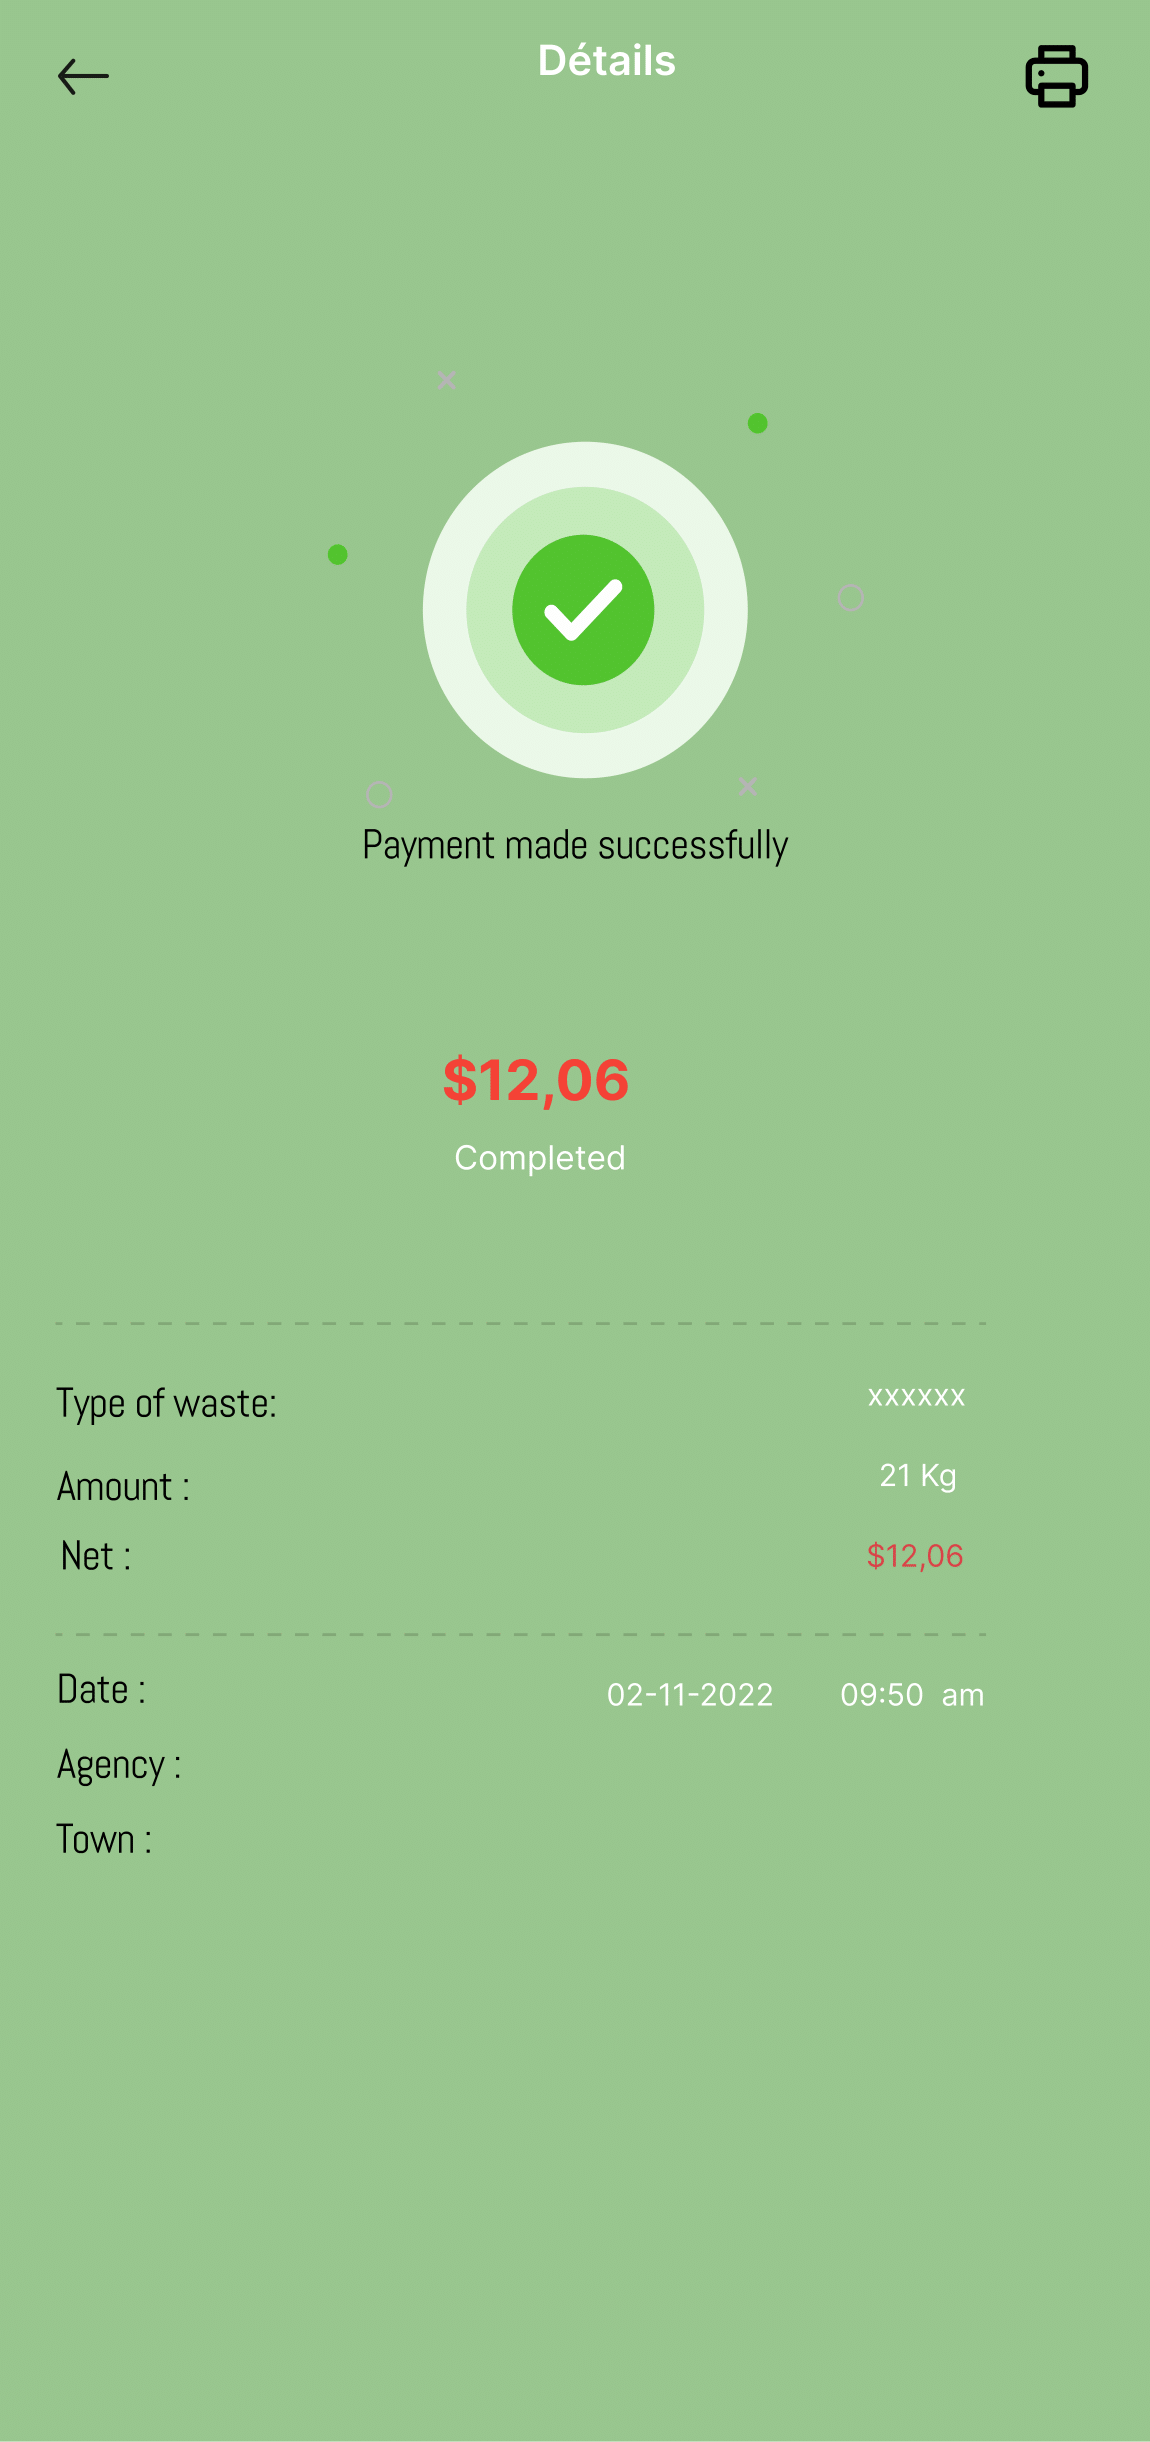 Détails
Payment made successfully
$12,06
Completed
Type of waste: xxxxxx
Amount : 21 Kg
Net : $12,06
Date : 02-11-2022 09:50 am
Agency :
Town :